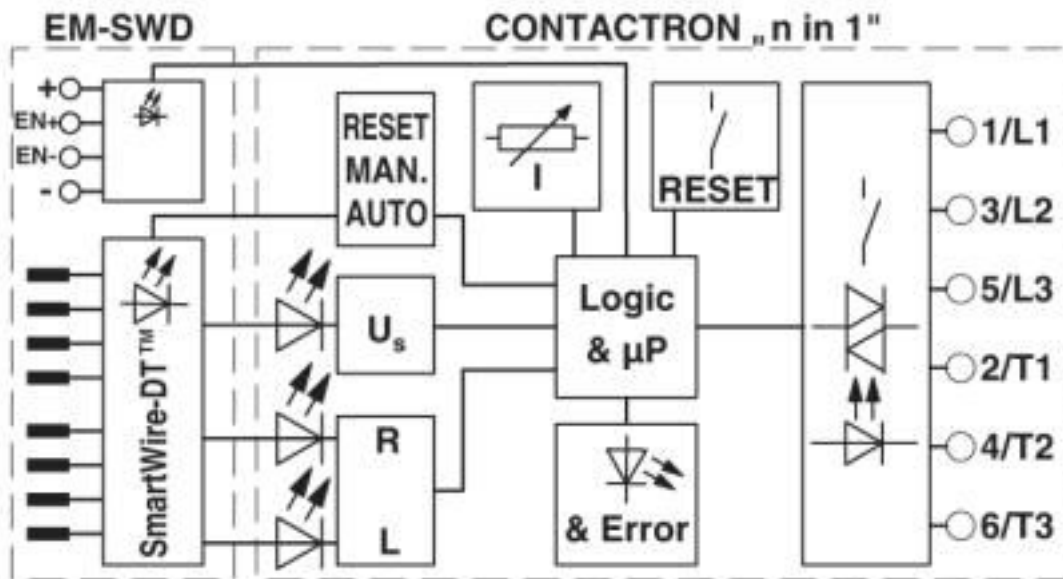 EM-SWD
CONTACTRON „n in 1"
+
EN+
EN-
-
SmartWire-DT™
RESET
MAN.
AUTO
I
RESET
Us
Logic
& µP
R
L
& Error
1/L1
3/L2
5/L3
2/T1
4/T2
6/T3